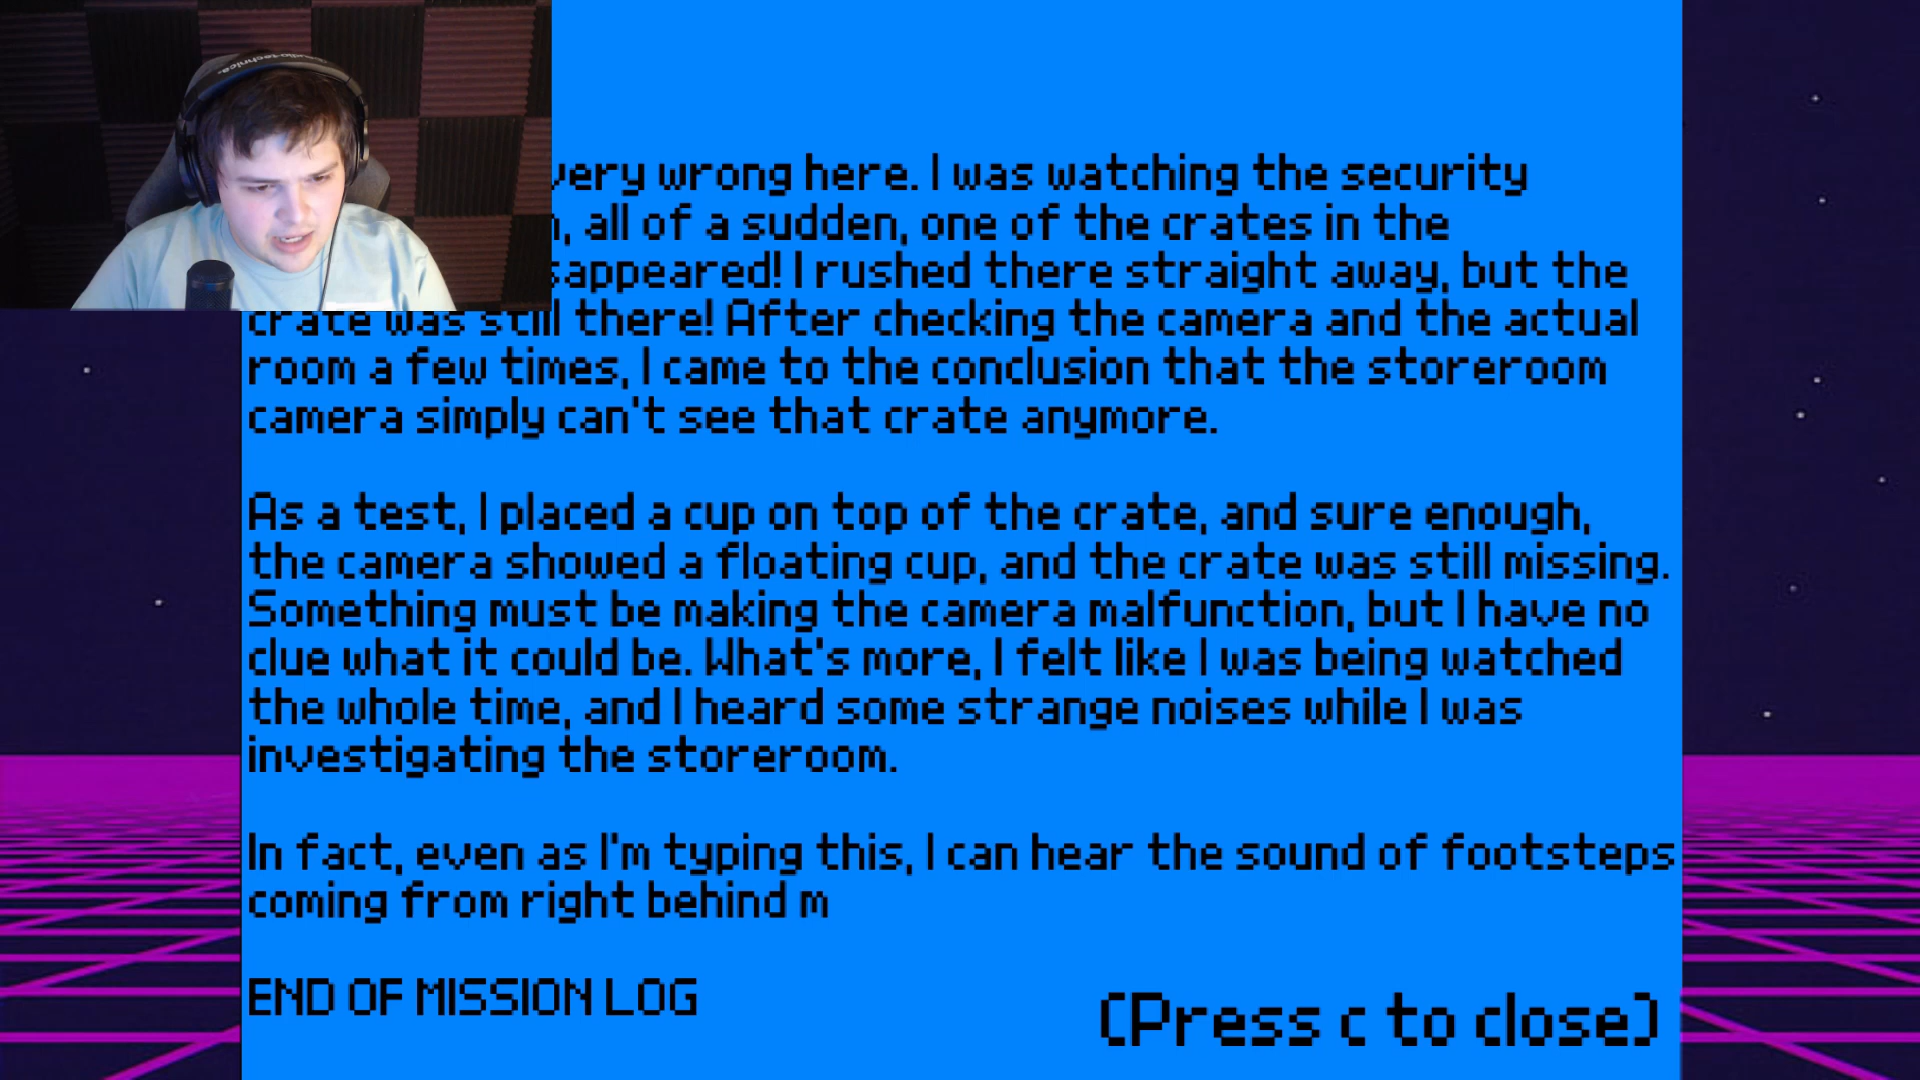 very wrong here. I was watching the security
all of a sudden, one of the crates in the
sappeared! I rushed there straight away, but the
crate was still there! After checking the camera and the actual
room a few times, I came to the conclusion that the storeroom
camera simply can't see that crate anymore.
As a test, I placed a cup on top of the crate, and sure enough,
the camera showed a floating cup, and the crate was still missing.
Something must be making the camera malfunction, but I have no
clue what it could be. What's more, I felt like I was being watched
the whole time, and I heard some strange noises while I was
investigating the storeroom.
In fact, even as I'm typing this, I can hear the sound of footsteps
coming from right behind m
END OF MISSION LOG
(Press c to close)